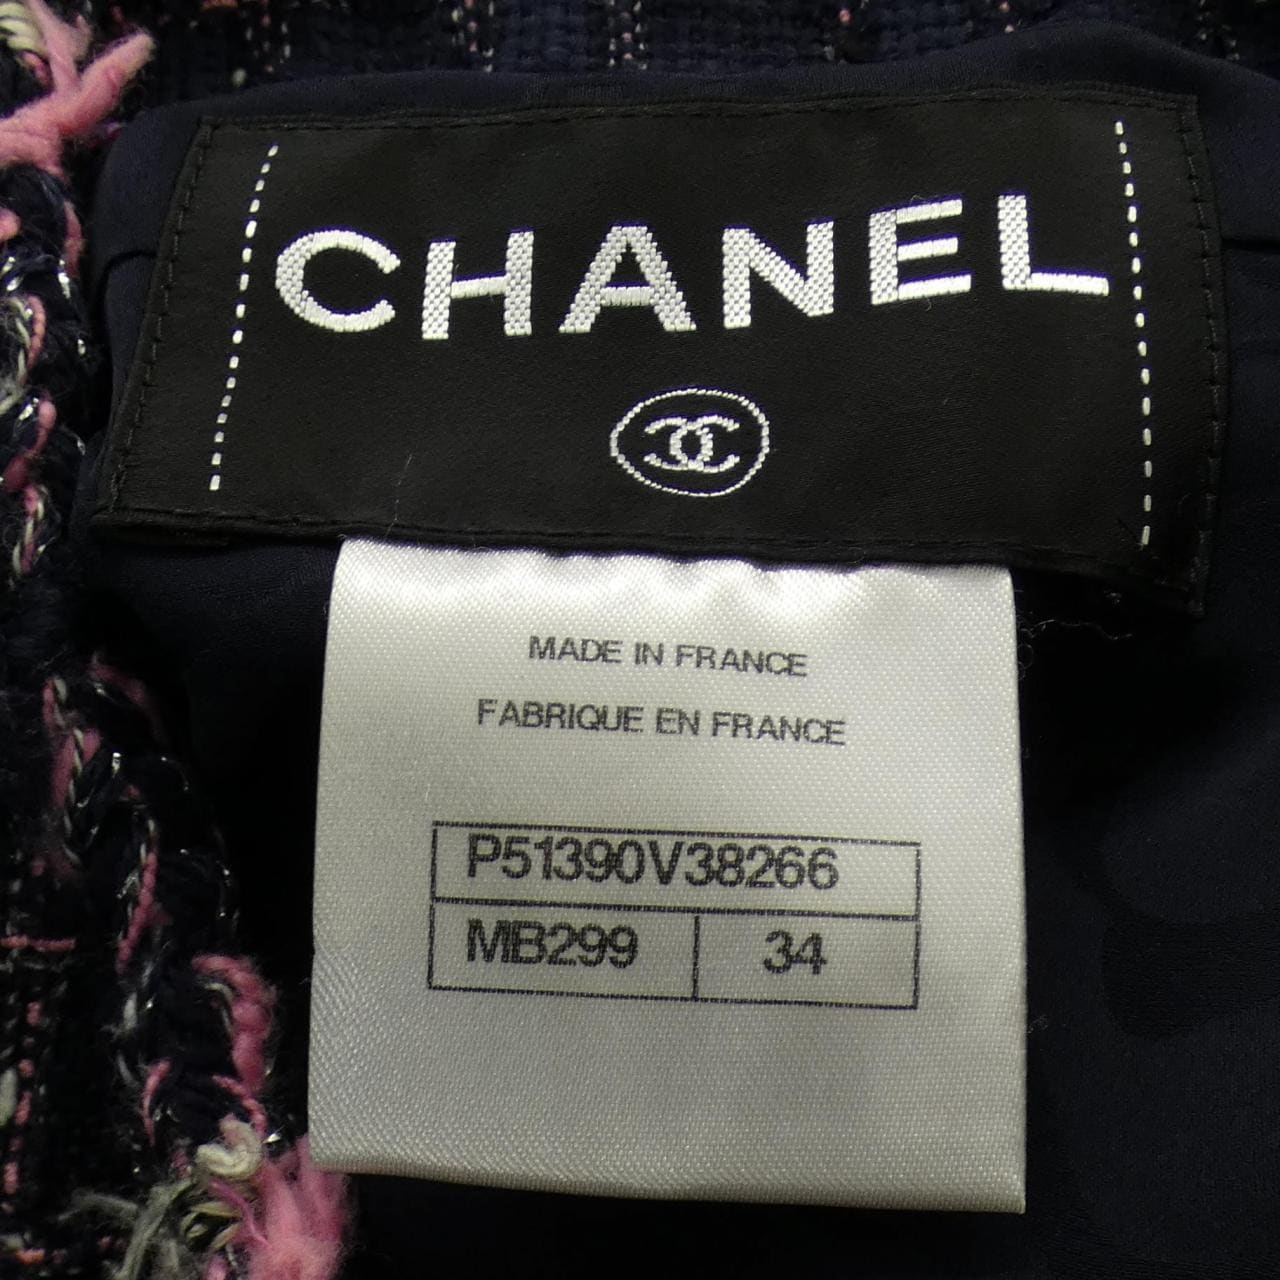 CHANEL
MADE IN FRANCE
FABRIQUE EN FRANCE
P51390V38266
MB299 34